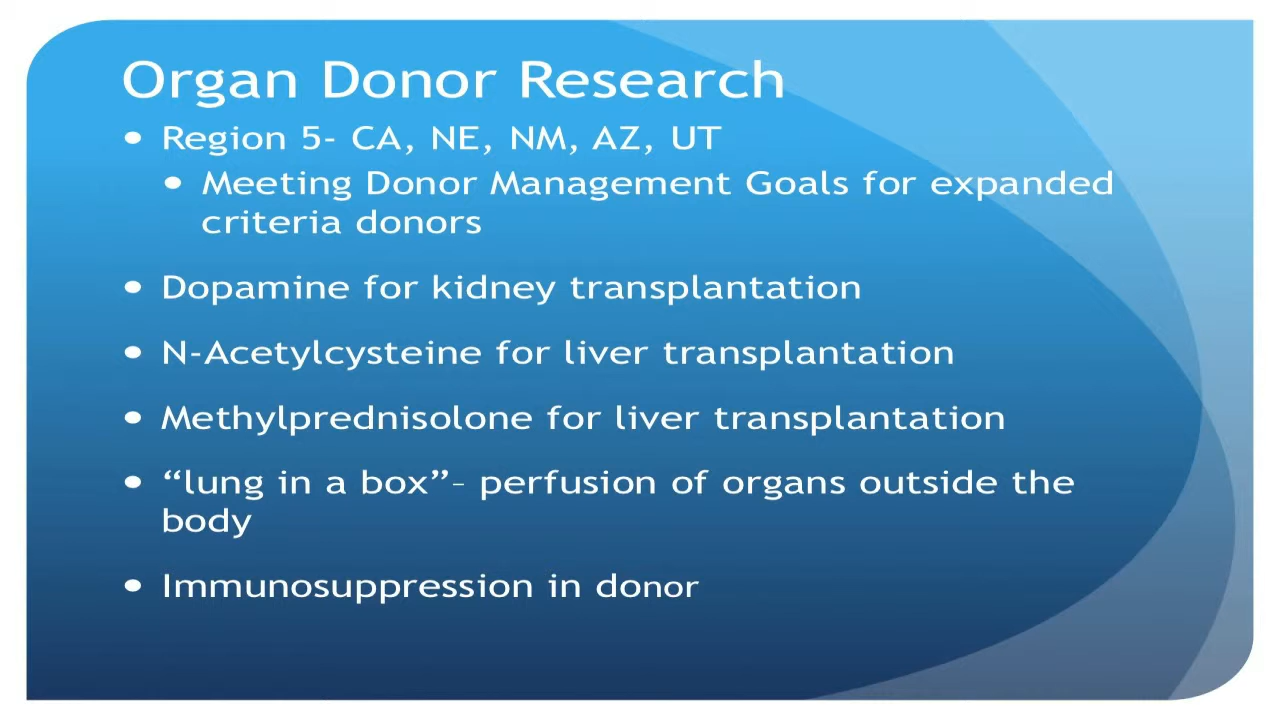 Organ Donor Research
• Region 5- CA, NE, NM, AZ, UT
• Meeting Donor Management Goals for expanded
criteria donors
• Dopamine for kidney transplantation
• N-Acetylcysteine for liver transplantation
• Methylprednisolone for liver transplantation
• “lung in a box”– perfusion of organs outside the
body
• Immunosuppression in donor